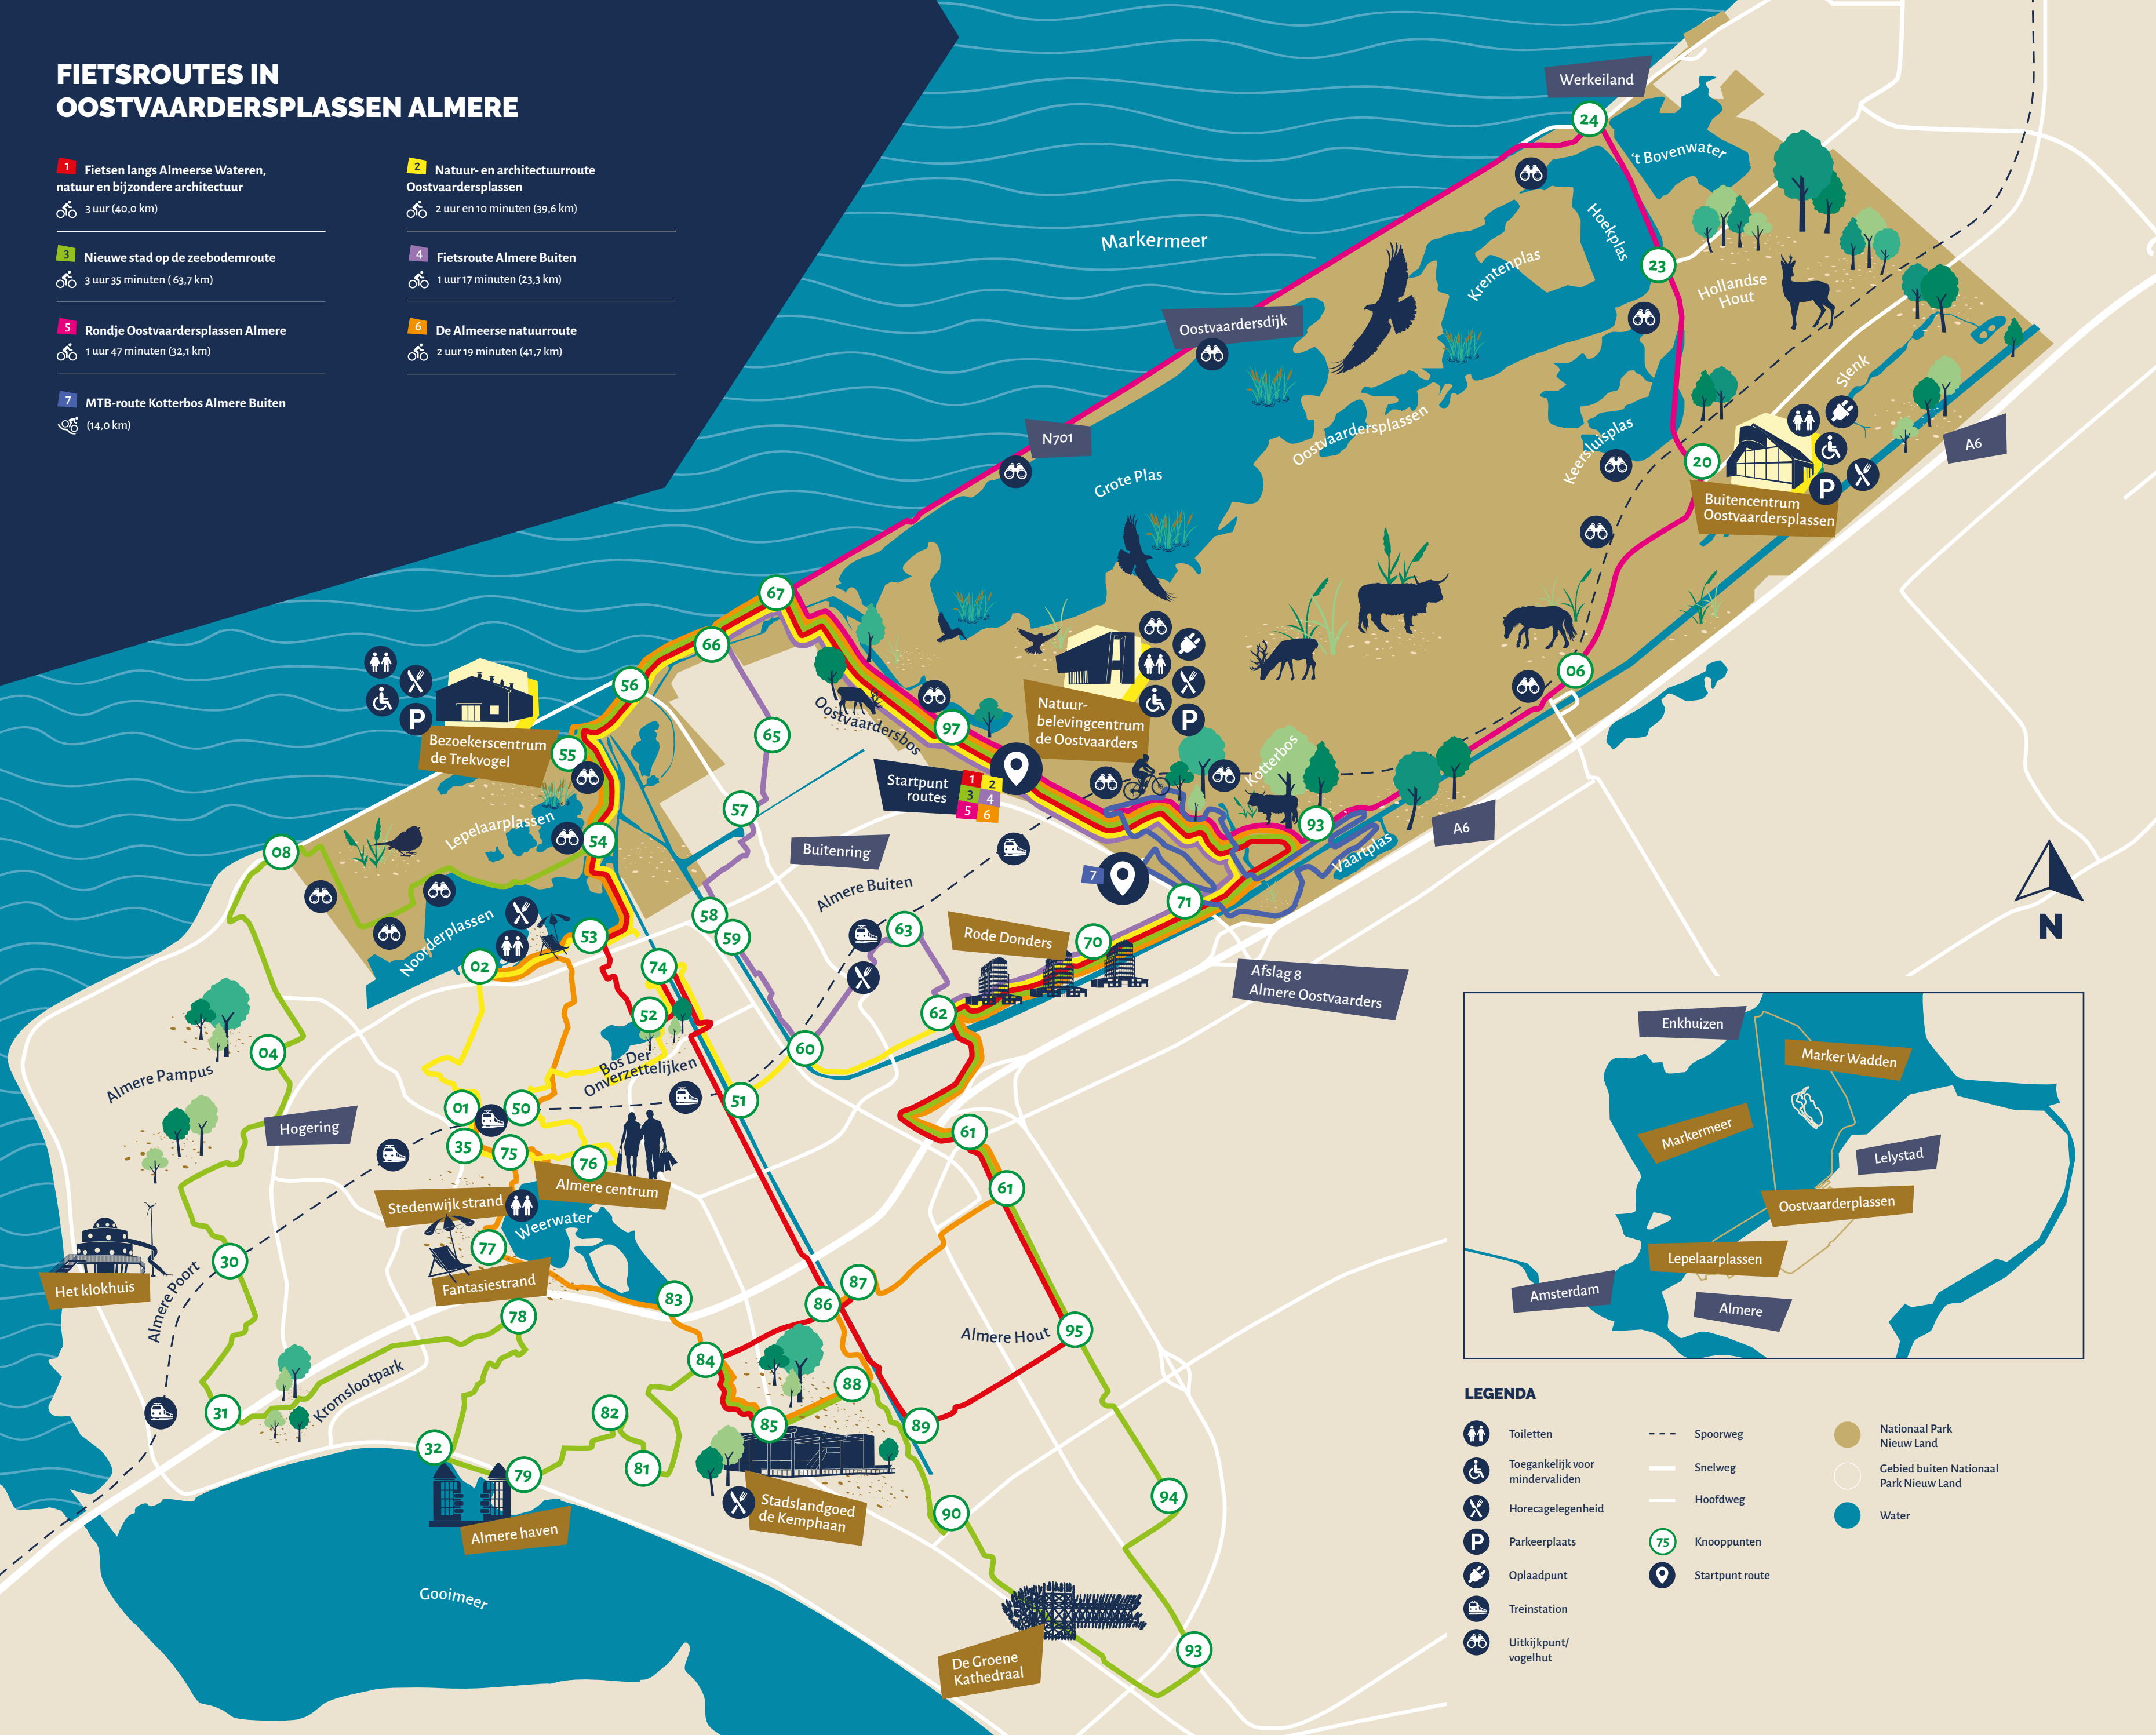 FIETSROUTES IN
OOSTVAARDERSPLASSEN ALMERE
1 Fietsen langs Almeerse Wateren,
natuur en bijzondere architectuur
3 uur (40,0 km)
2 Natuur- en architectuurroute
Oostvaardersplassen
2 uur en 10 minuten (39,6 km)
3 Nieuwe stad op de zeebodemroute
3 uur 35 minuten ( 63,7 km)
4 Fietsroute Almere Buiten
1 uur 17 minuten (23,3 km)
5 Rondje Oostvaardersplassen Almere
1 uur 47 minuten (32,1 km)
6 De Almeerse natuurroute
2 uur 19 minuten (41,7 km)
7 MTB-route Kotterbos Almere Buiten
(14,0 km)
Werkeiland
24
't Bovenwater
Markermeer
Hoekplas
Krentenplas
23
Hollandse
Hout
Oostvaardersdijk
Slenk
N701
Oostvaardersplassen
Keersluisplas
A6
20
Grote Plas
P
Buitencentrum
Oostvaardersplassen
67
66
56
06
65
Oostvaardersbos
97
Natuur-
belevingcentrum
de Oostvaarders
P
P
Bezoekerscentrum
de Trekvogel
55
Startpunt
routes
1 2
3 4
5 6
Kotterbos
57
93
A6
Lepelaarplassen
54
08
Buitenring
Vaartplas
7
Almere Buiten
71
58
59
63
Noorderplassen
53
Rode Donders
70
02
74
Afslag 8
Almere Oostvaarders
52
62
60
04
Bos Der
Onverzettelijken
Almere Pampus
51
01
50
Hogering
61
35
75
76
Almere centrum
61
Stedenwijk strand
Weerwater
77
30
Het klokhuis
Almere Poort
Fantasiestrand
87
83
86
78
Almere Hout
95
84
Kromslootpark
88
31
82
85
89
32
79
81
94
Stadslandgoed
de Kemphaan
90
Almere haven
Gooimeer
93
De Groene
Kathedraal
N
Enkhuizen
Marker Wadden
Markermeer
Lelystad
Oostvaarderplassen
Lepelaarplassen
Amsterdam
Almere
LEGENDA
Toiletten
Toegankelijk voor
mindervaliden
Horecagelegenheid
P Parkeerplaats
Oplaadpunt
Treinstation
Uitkijkpunt/
vogelhut
Spoorweg
Snelweg
Hoofdweg
75 Knooppunten
Startpunt route
Nationaal Park
Nieuw Land
Gebied buiten Nationaal
Park Nieuw Land
Water